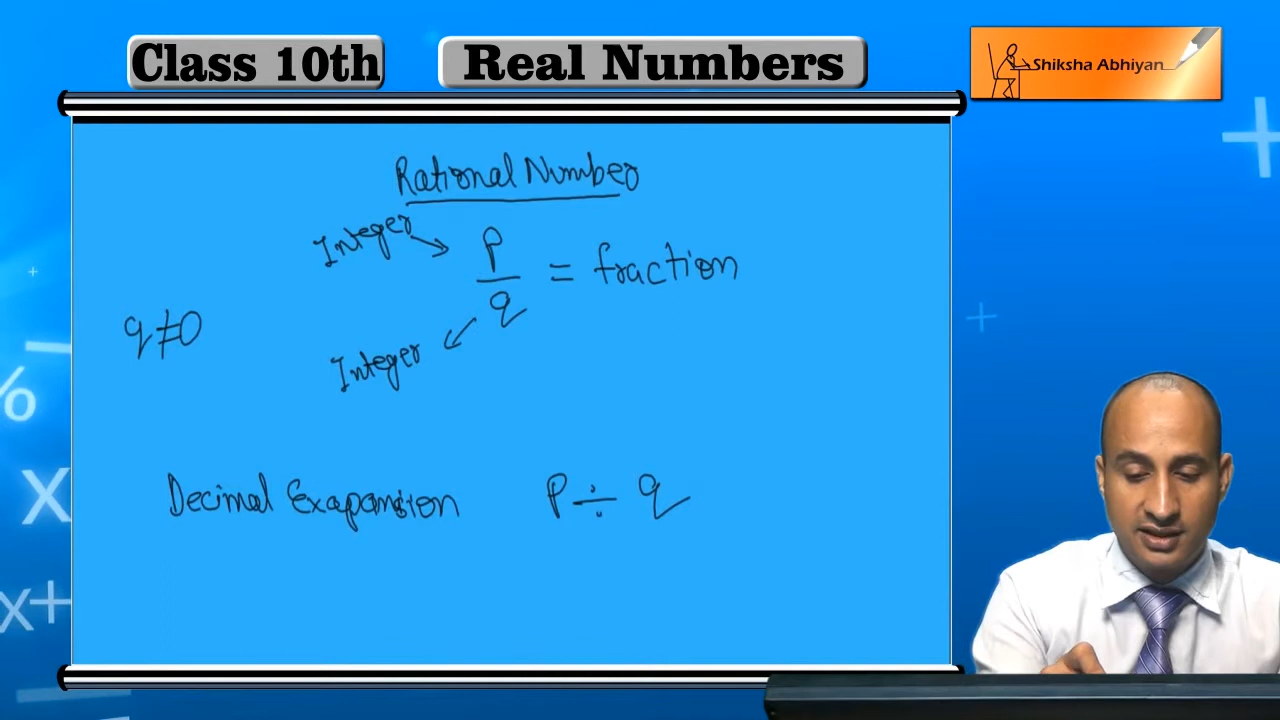 Class 10th Real Numbers
Shiksha Abhiyan
Rational Number
Integer → p/q = fraction
q≠0
Integer
Decimal Exapansion P ÷ q
%
X
x+